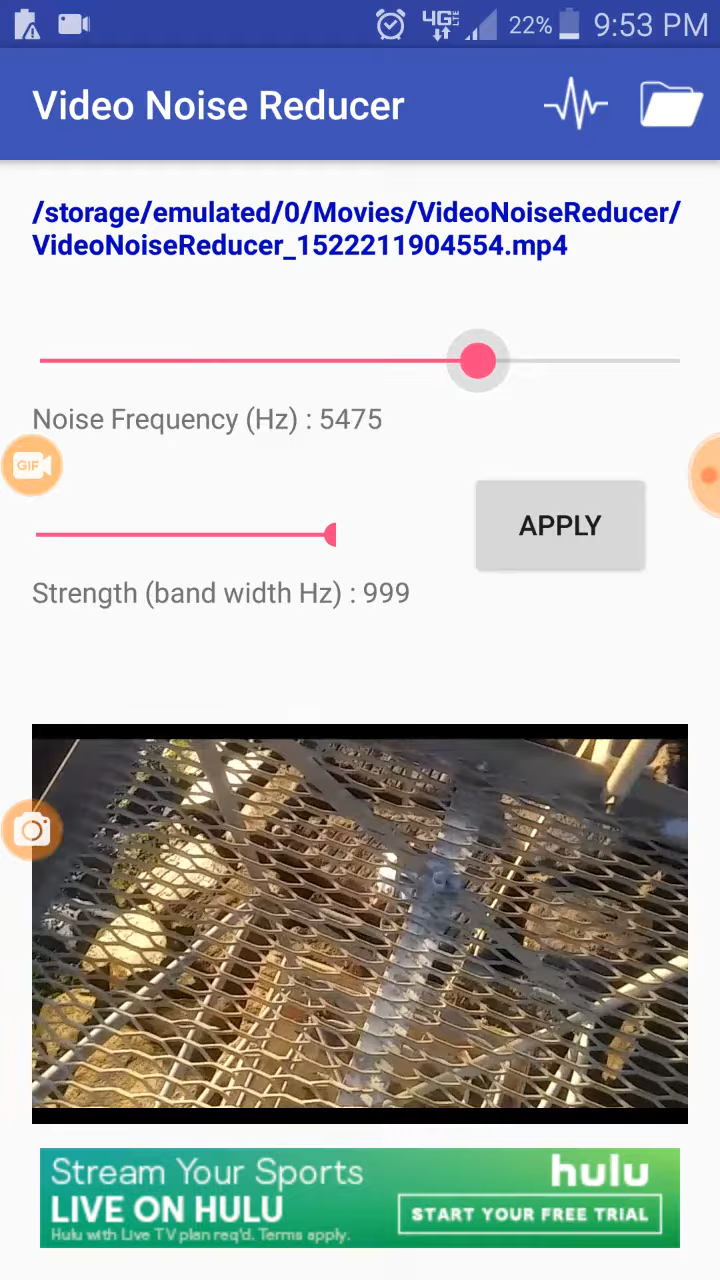 22% 9:53 PM
Video Noise Reducer
/storage/emulated/0/Movies/VideoNoiseReducer/
VideoNoiseReducer_1522211904554.mp4
Noise Frequency (Hz) : 5475
GIF
APPLY
Strength (band width Hz) : 999
Stream Your Sports
LIVE ON HULU
Hulu with Live TV plan req'd. Terms apply.
hulu
START YOUR FREE TRIAL